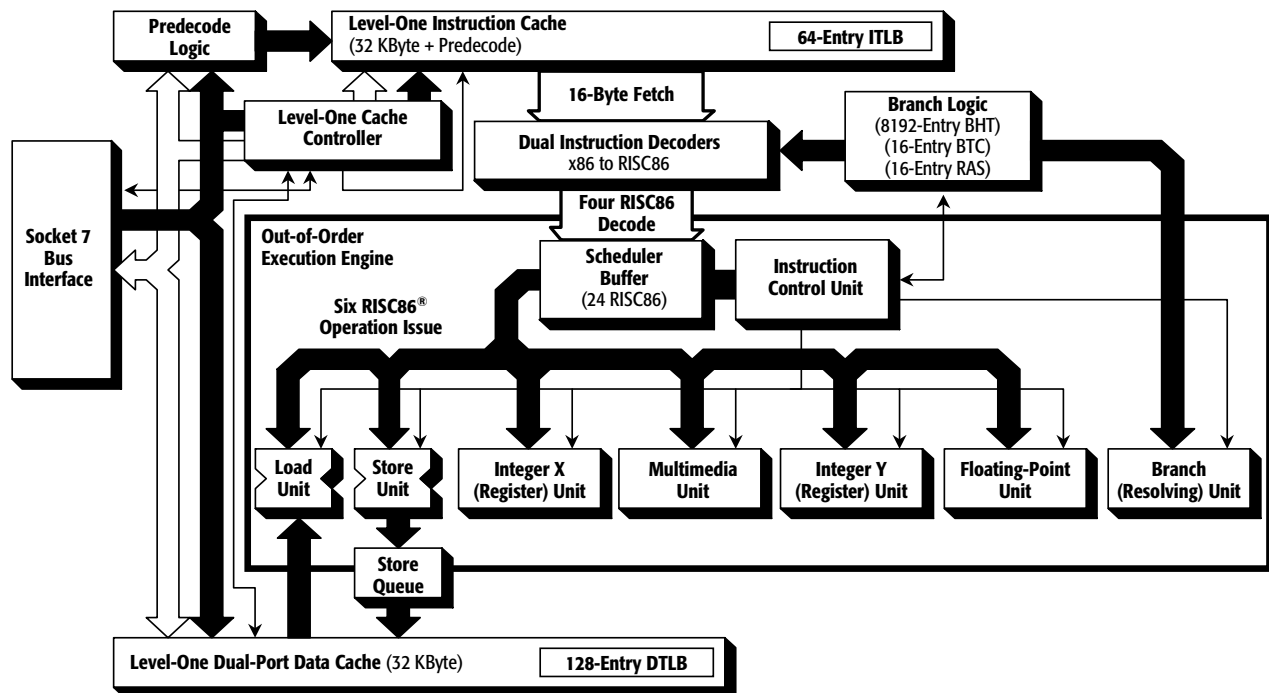 Predecode
Logic
Level-One Instruction Cache
(32 KByte + Predecode)
64-Entry ITLB
16-Byte Fetch
Level-One Cache
Controller
Dual Instruction Decoders
x86 to RISC86
Branch Logic
(8192-Entry BHT)
(16-Entry BTC)
(16-Entry RAS)
Four RISC86
Decode
Socket 7
Bus
Interface
Out-of-Order
Execution Engine
Scheduler
Buffer
(24 RISC86)
Instruction
Control Unit
Six RISC86®
Operation Issue
Load
Unit
Store
Unit
Integer X
(Register) Unit
Multimedia
Unit
Integer Y
(Register) Unit
Floating-Point
Unit
Branch
(Resolving) Unit
Store
Queue
Level-One Dual-Port Data Cache (32 KByte)
128-Entry DTLB